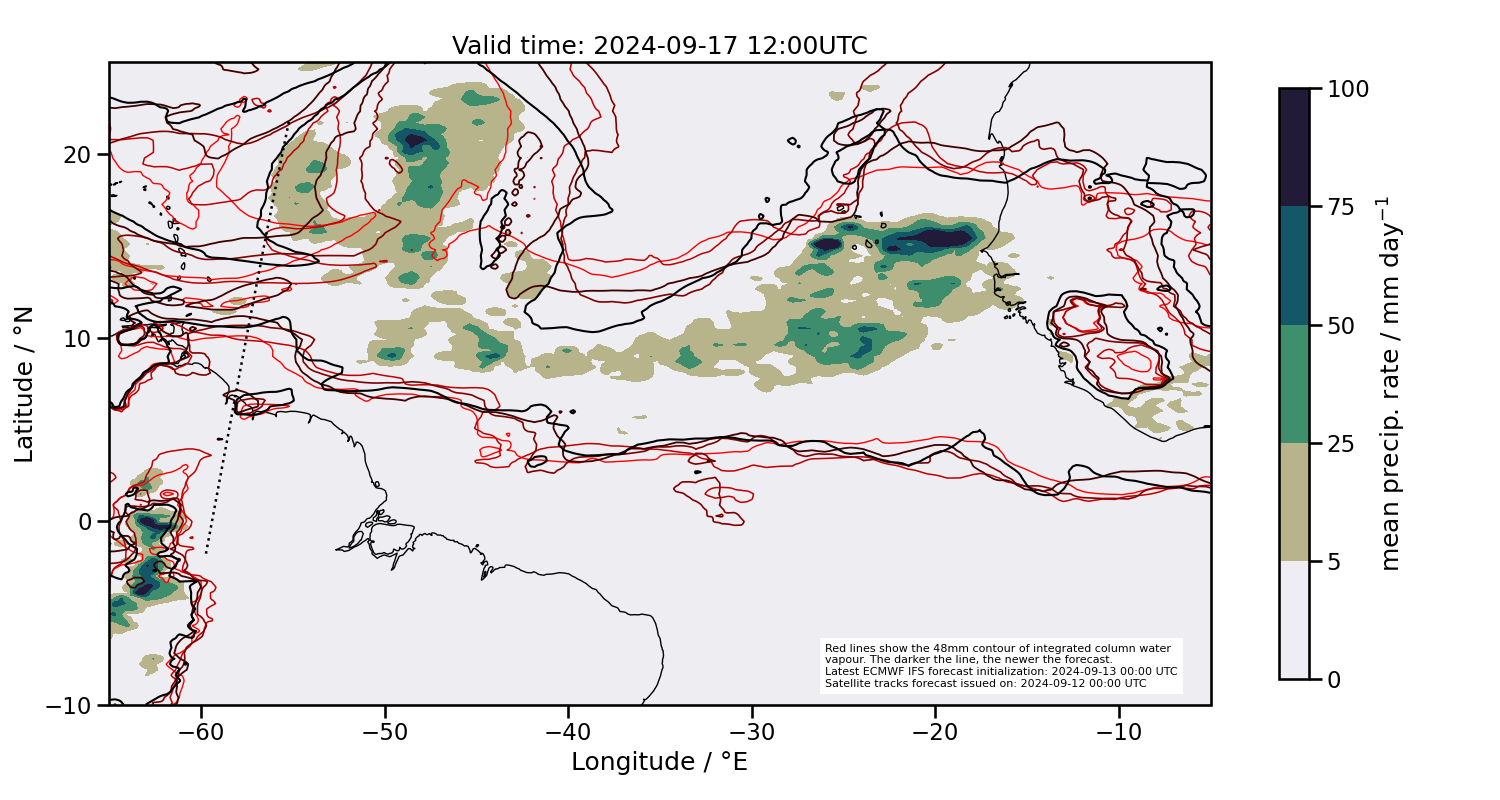 Valid time: 2024-09-17 12:00UTC
Latitude / °N
20
10
0
−10
−60
−50
−40
−30
−20
−10
Longitude / °E
Red lines show the 48mm contour of integrated column water
vapour. The darker the line, the newer the forecast.
Latest ECMWF IFS forecast initialization: 2024-09-13 00:00 UTC
Satellite tracks forecast issued on: 2024-09-12 00:00 UTC
100
75
50
25
5
0
mean precip. rate / mm day⁻¹